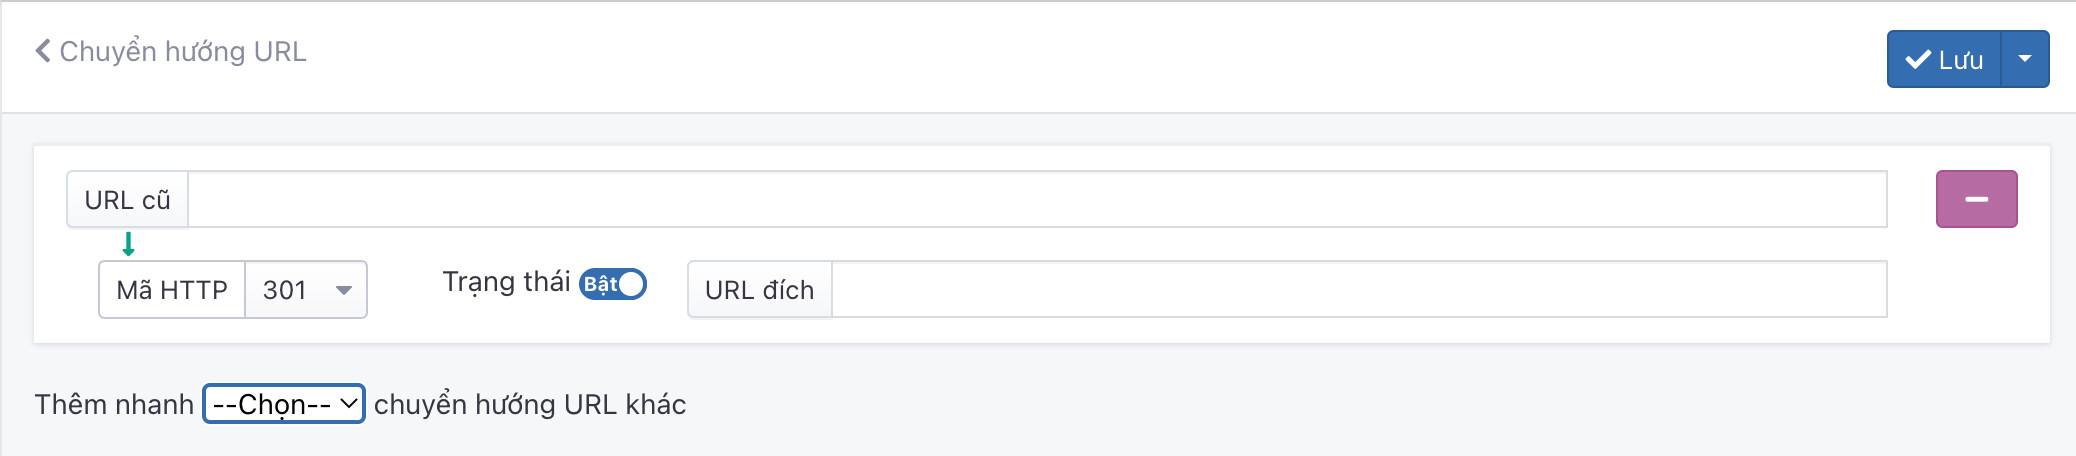 Chuyển hướng URL
Lưu
URL cũ
Mã HTTP 301 Trạng thái Bật URL đích
Thêm nhanh --Chọn-- chuyển hướng URL khác